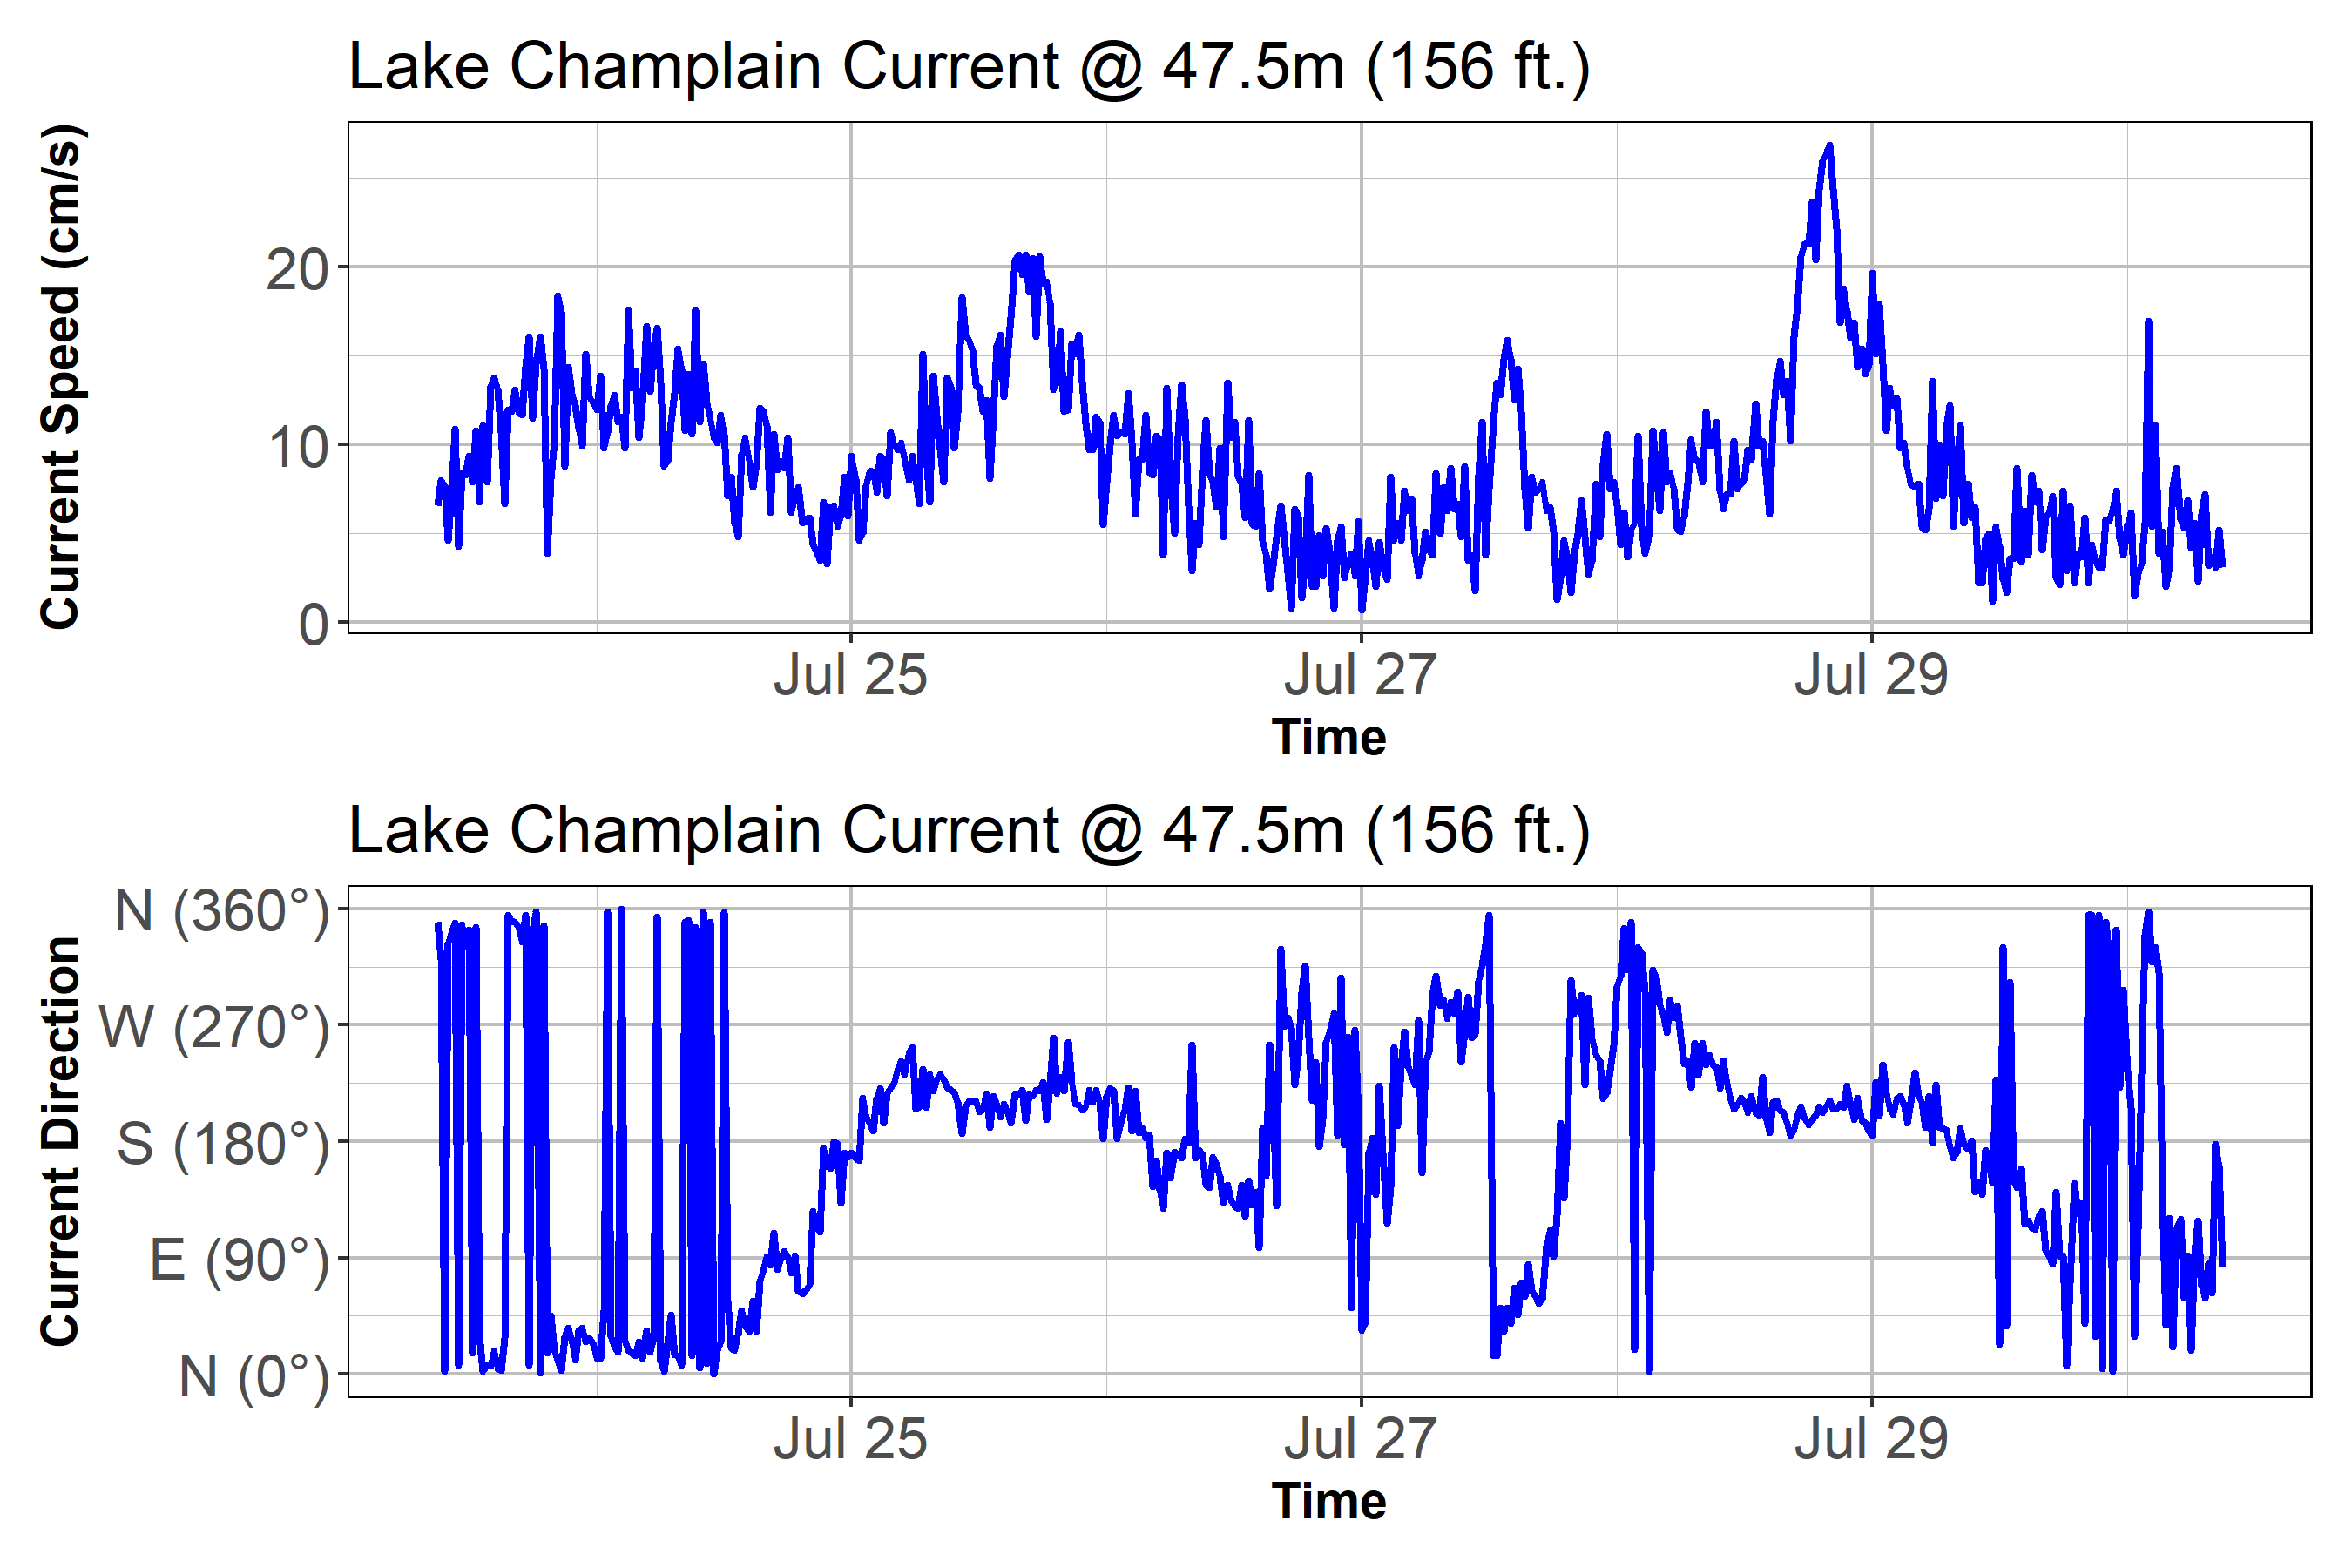 Lake Champlain Current @ 47.5m (156 ft.)
Current Speed (cm/s)
20
10
0
Jul 25 Jul 27 Jul 29
Time
Lake Champlain Current @ 47.5m (156 ft.)
Current Direction
N (360°)
W (270°)
S (180°)
E (90°)
N (0°)
Jul 25 Jul 27 Jul 29
Time